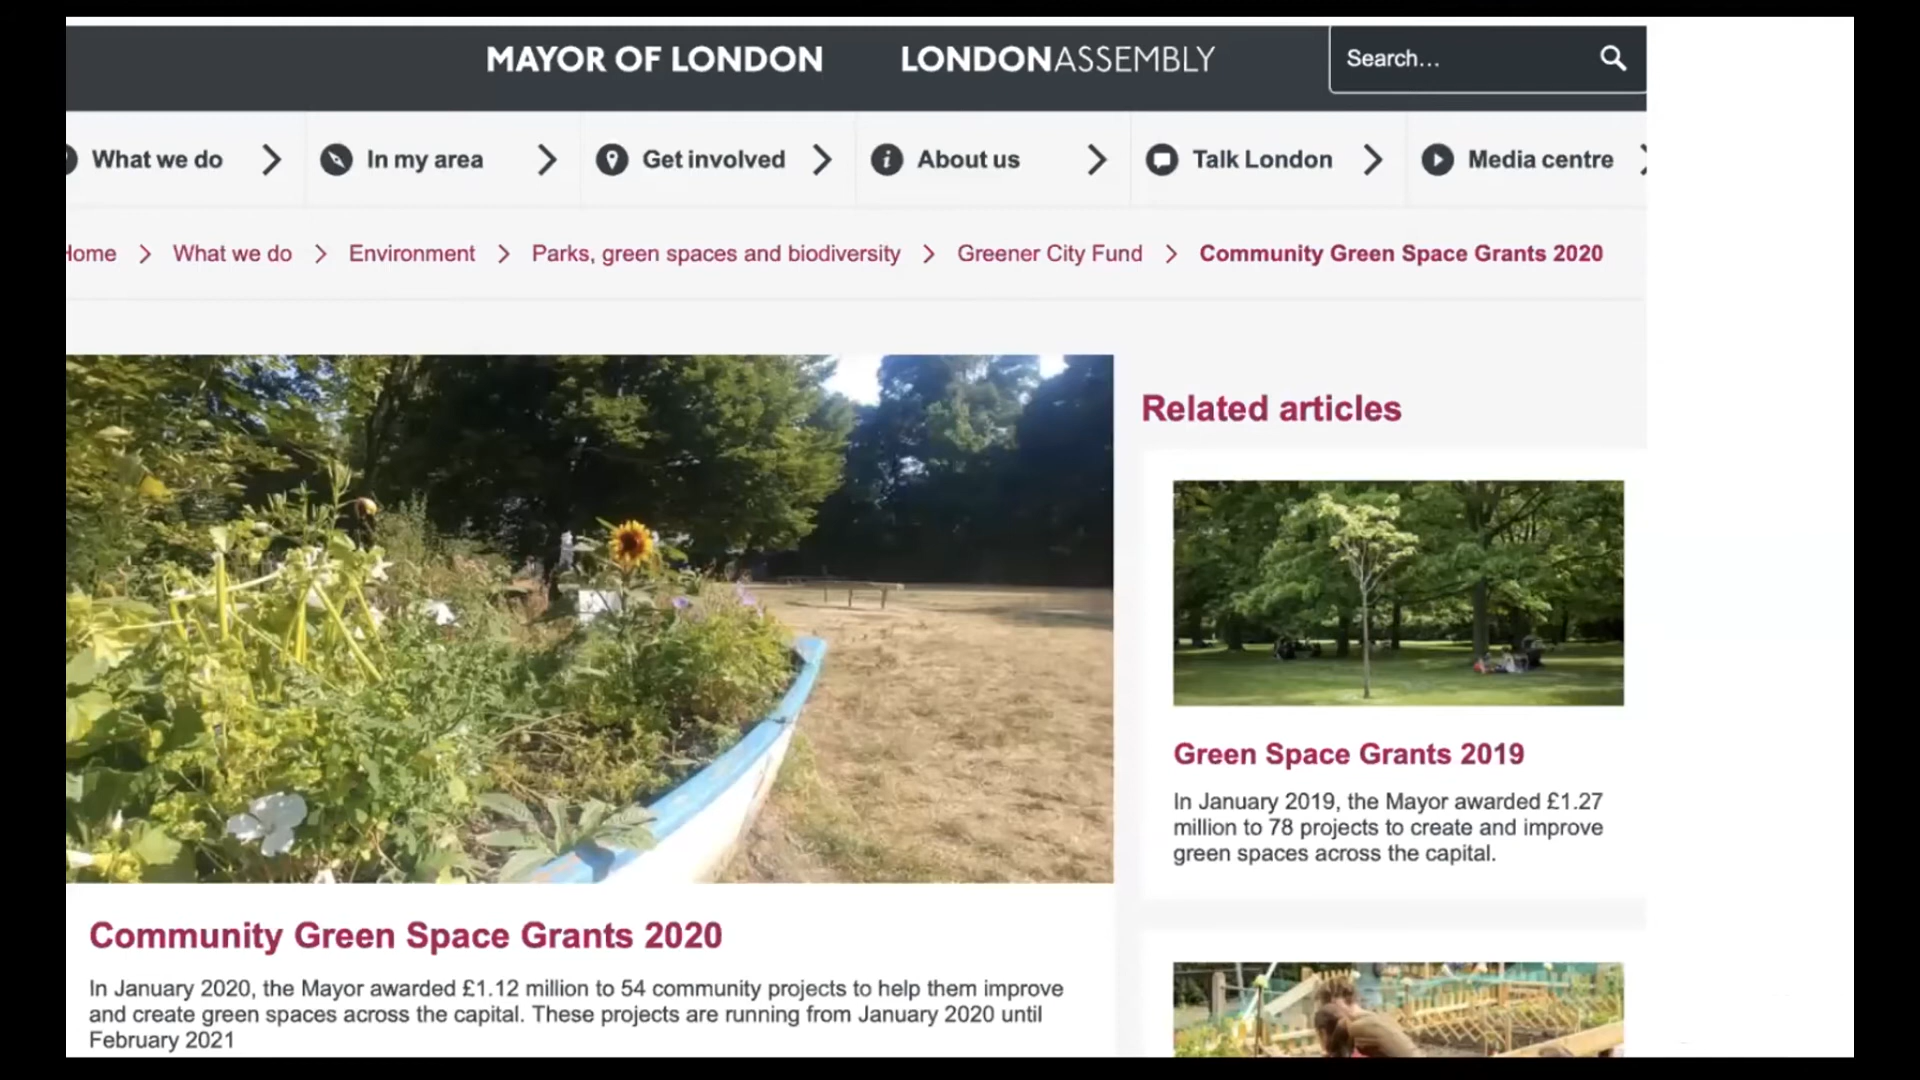 MAYOR OF LONDON LONDONASSEMBLY Search...
What we do In my area Get involved About us Talk London Media centre
Home What we do Environment Parks, green spaces and biodiversity Greener City Fund Community Green Space Grants 2020
Related articles
Green Space Grants 2019
In January 2019, the Mayor awarded £1.27
million to 78 projects to create and improve
green spaces across the capital.
Community Green Space Grants 2020
In January 2020, the Mayor awarded £1.12 million to 54 community projects to help them improve
and create green spaces across the capital. These projects are running from January 2020 until
February 2021